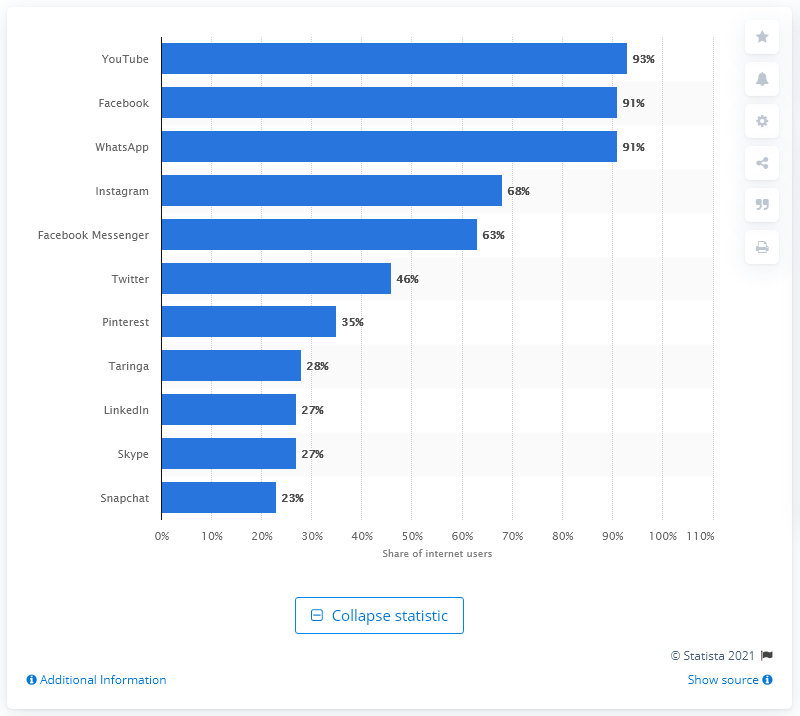 YouTube 93%
Facebook 91%
WhatsApp 91%
Instagram 68%
Facebook Messenger 63%
Twitter 46%
Pinterest 35%
Taringa 28%
LinkedIn 27%
Skype 27%
Snapchat 23%
0% 10% 20% 30% 40% 50% 60% 70% 80% 90% 100% 110%
Share of internet users
Collapse statistic
© Statista 2021
Additional Information Show source